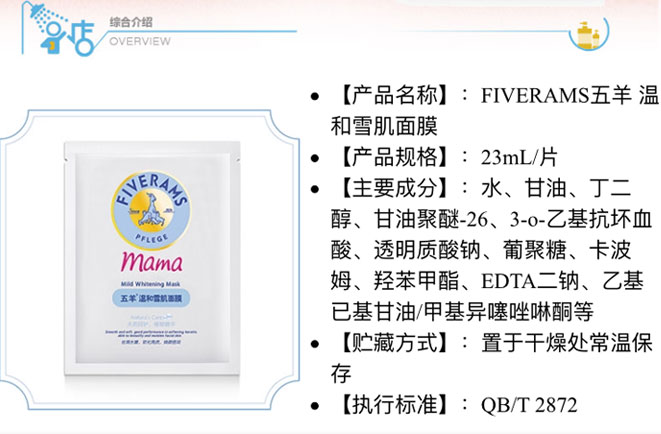 综合介绍
OVERVIEW
【产品名称】：FIVERAMS五羊 温
和雪肌面膜
【产品规格】：23mL/片
【主要成分】：水、甘油、丁二
醇、甘油聚醚-26、3-o-乙基抗坏血
酸、透明质酸钠、葡聚糖、卡波
姆、羟苯甲酯、EDTA二钠、乙基
已基甘油/甲基异噻唑啉酮等
【贮藏方式】：置于干燥处常温保
存
【执行标准】：QB/T 2872
FIVERAMS
PFLEGE
mama
Mild Whitening Mask
五羊 温和雪肌面膜